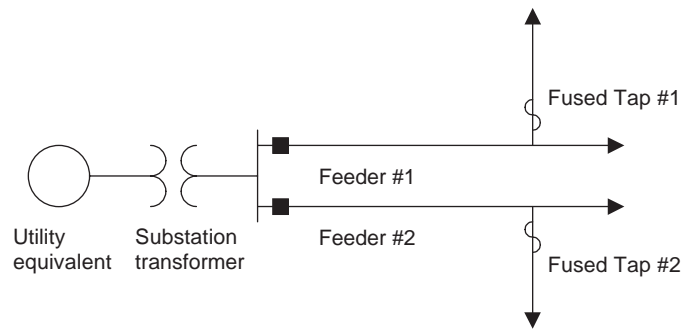 Fused Tap #1
Feeder #1
Utility
equivalent
Substation
transformer
Feeder #2
Fused Tap #2